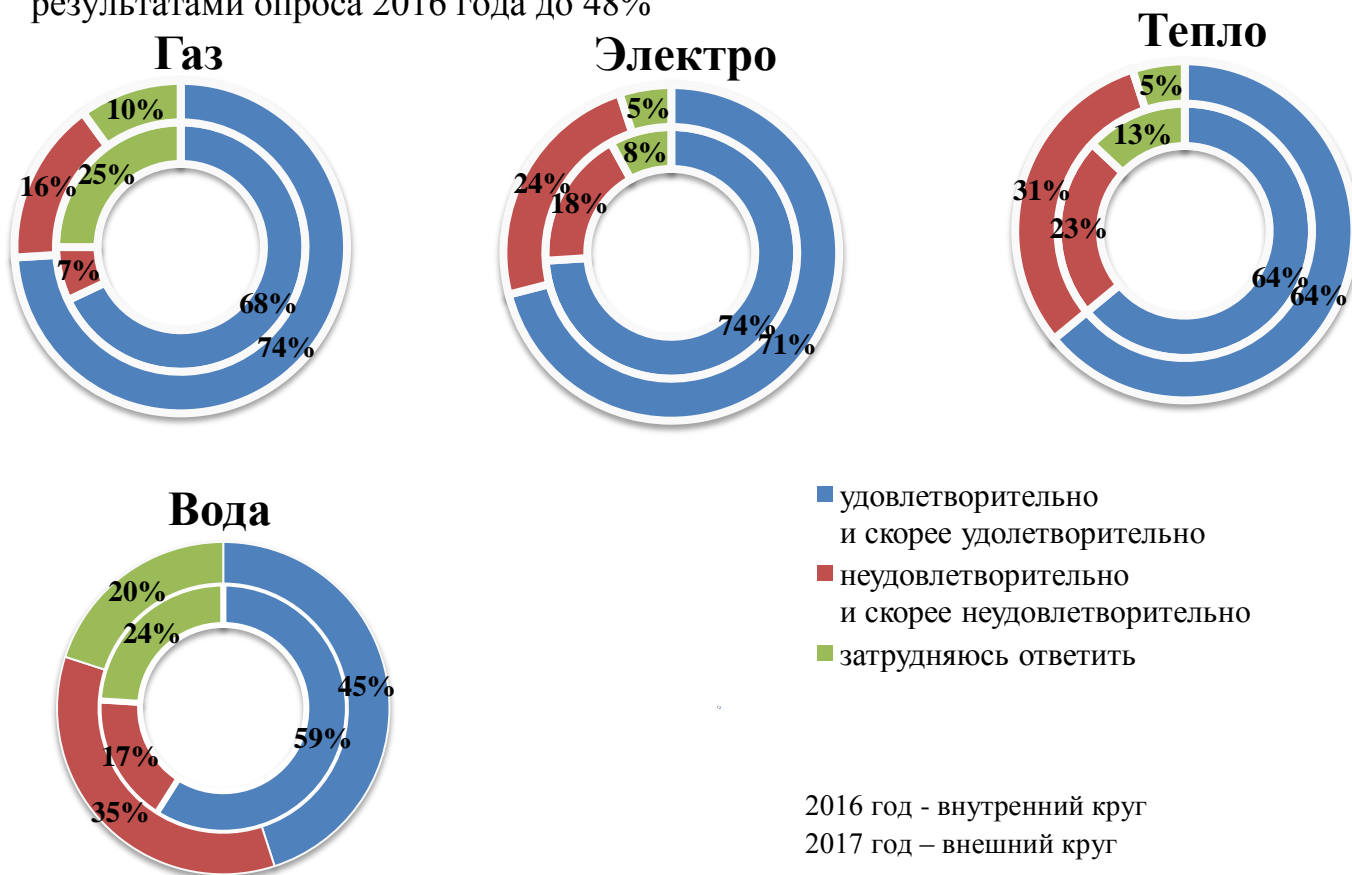 результатами опроса 2016 года до 48%
Газ
10%
25%
16%
7%
68%
74%
Электро
5%
8%
24%
18%
74%
71%
Тепло
5%
13%
31%
23%
64%
64%
Вода
20%
24%
45%
59%
17%
35%
удовлетворительно
и скорее удолетворительно
неудовлетворительно
и скорее неудовлетворительно
затрудняюсь ответить
2016 год - внутренний круг
2017 год – внешний круг